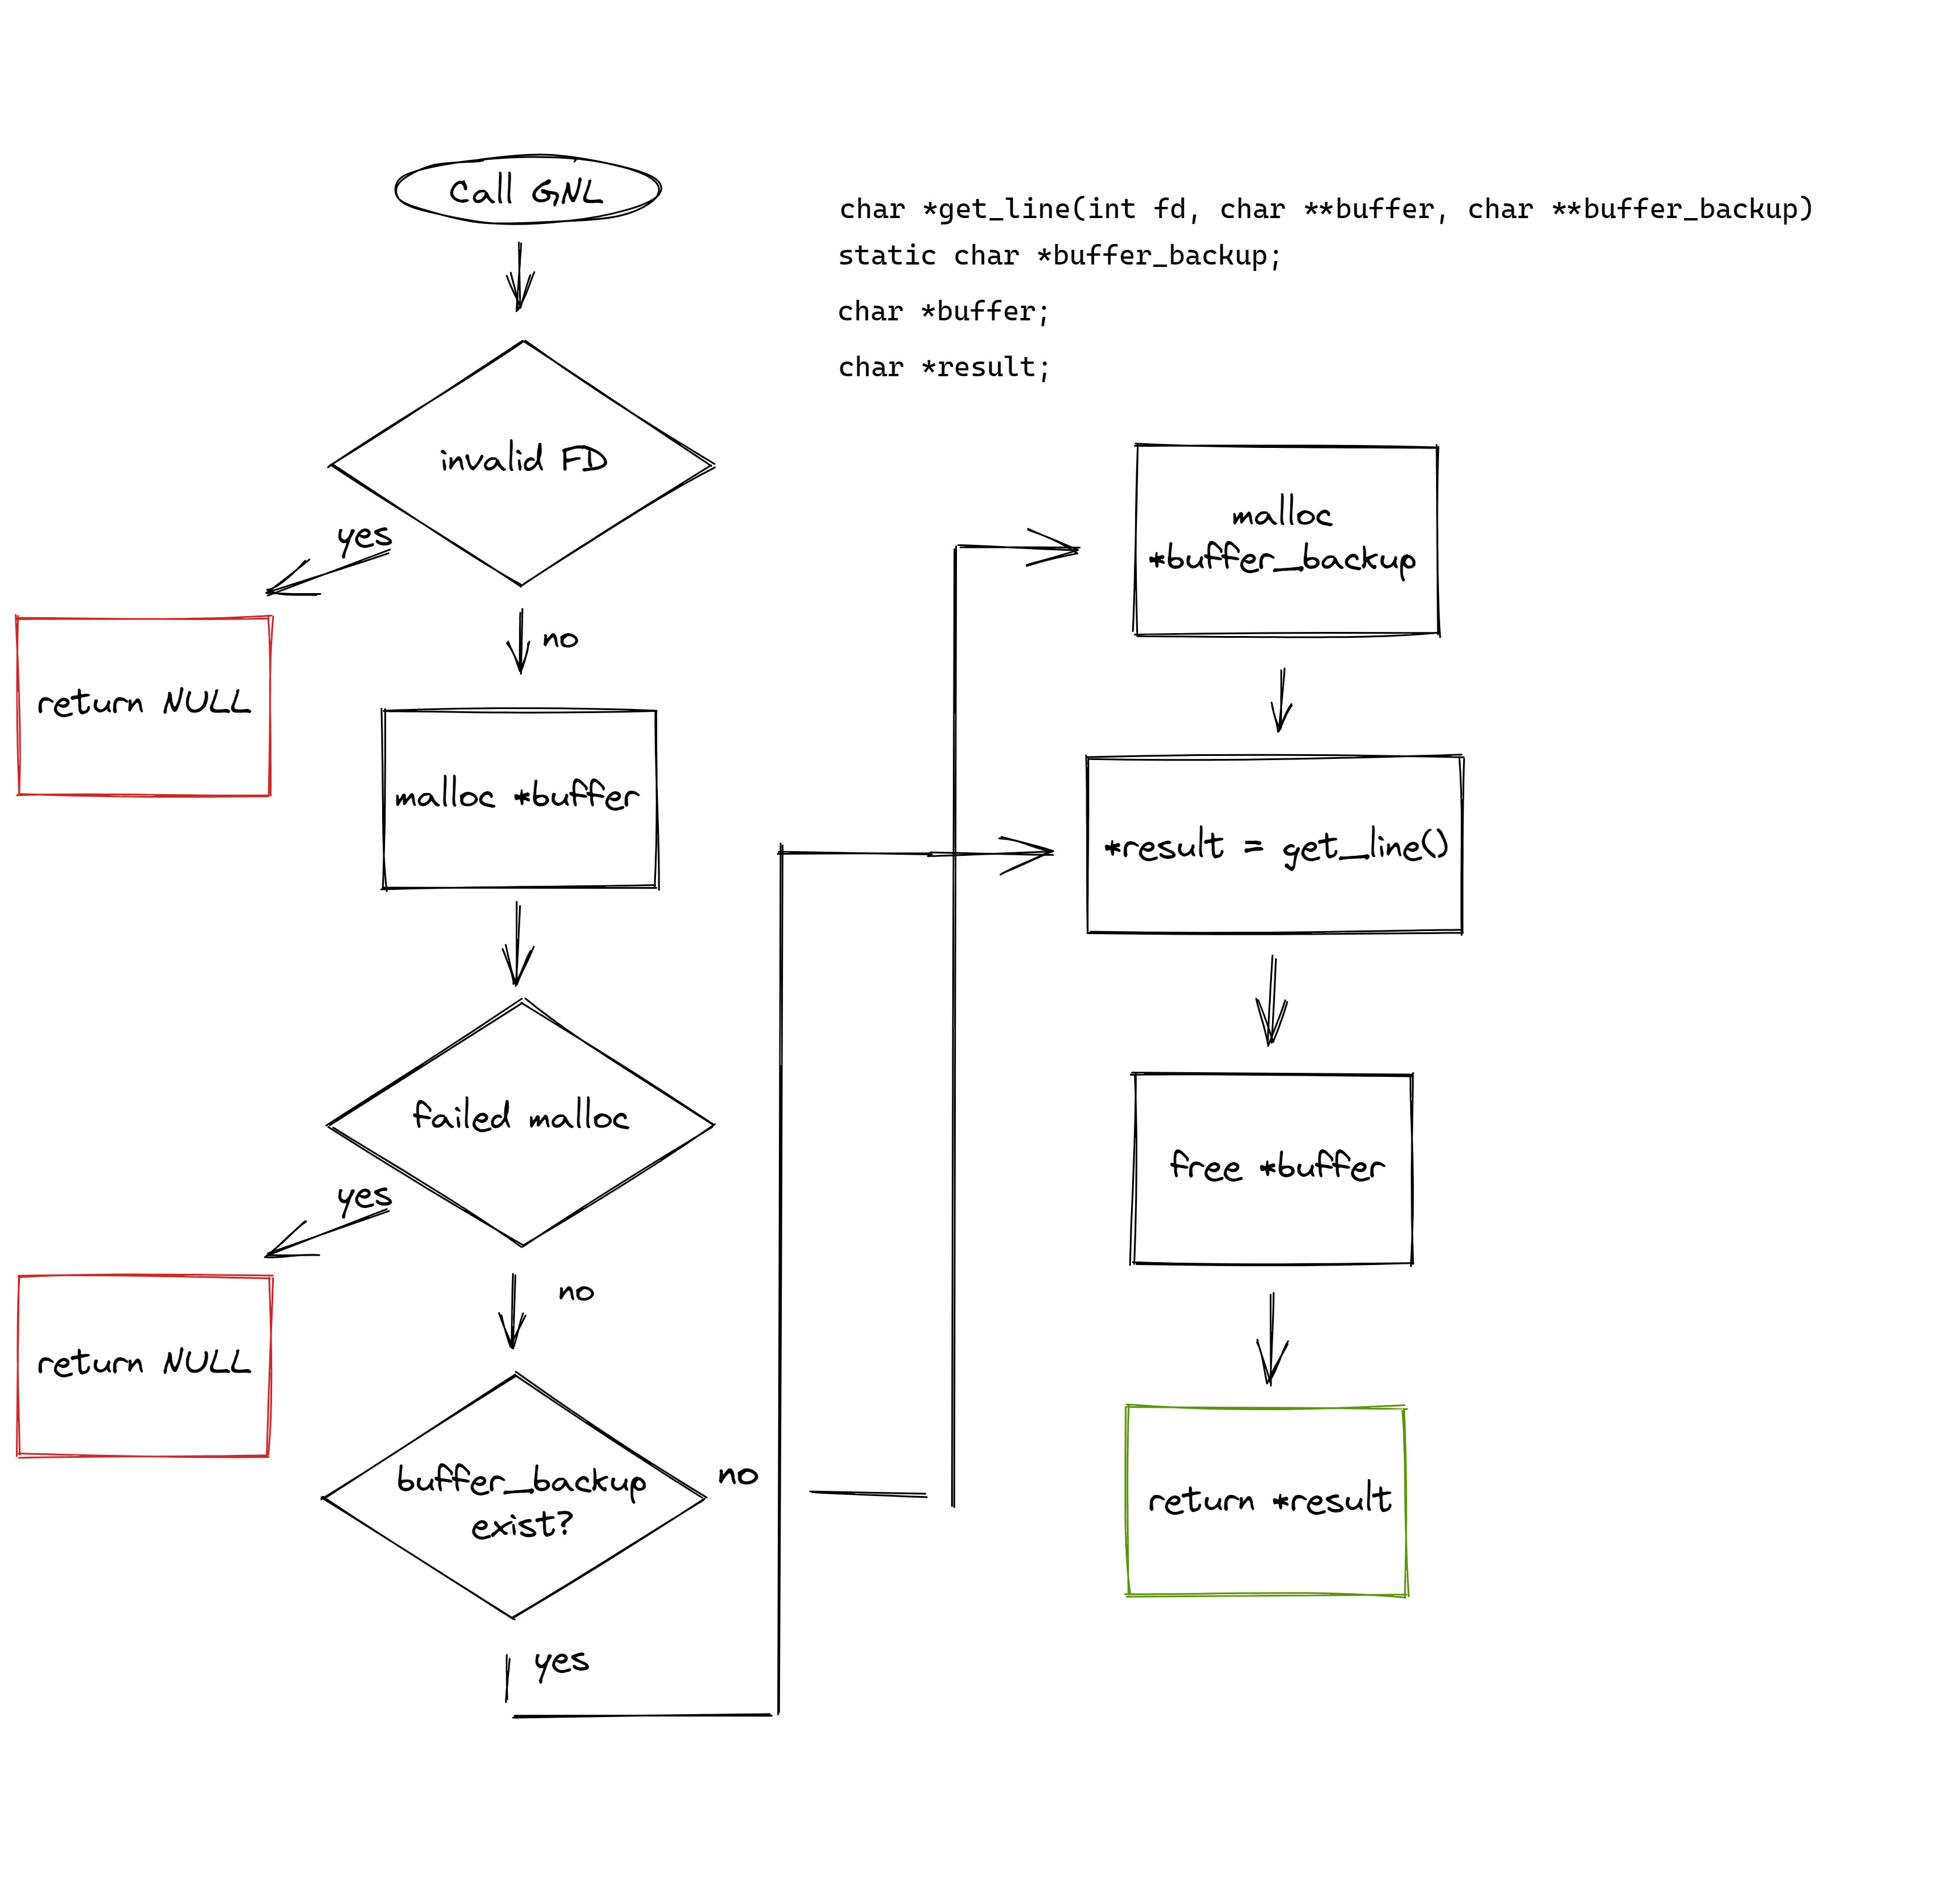 Call GNL
char *get_line(int fd, char **buffer, char **buffer_backup)
static char *buffer_backup;
char *buffer;
char *result;
invalid FD
yes
no
return NULL
malloc *buffer
failed malloc
yes
no
return NULL
buffer_backup
exist?
no
yes
malloc
*buffer_backup
*result = get_line()
free *buffer
return *result